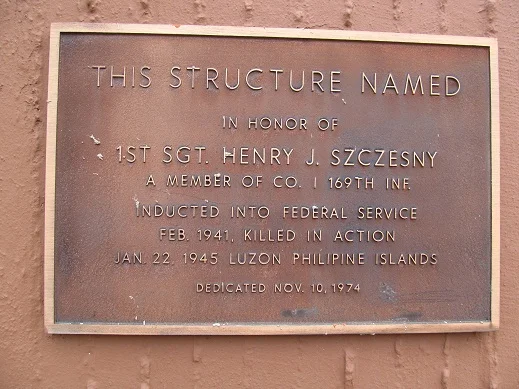 THIS STRUCTURE NAMED
IN HONOR OF
1ST SGT. HENRY J. SZCZESNY
A MEMBER OF CO. I 169TH INF.
INDUCTED INTO FEDERAL SERVICE
FEB. 1941, KILLED IN ACTION
JAN. 22. 1945 LUZON PHILIPINE ISLANDS
DEDICATED NOV. 10, 1974